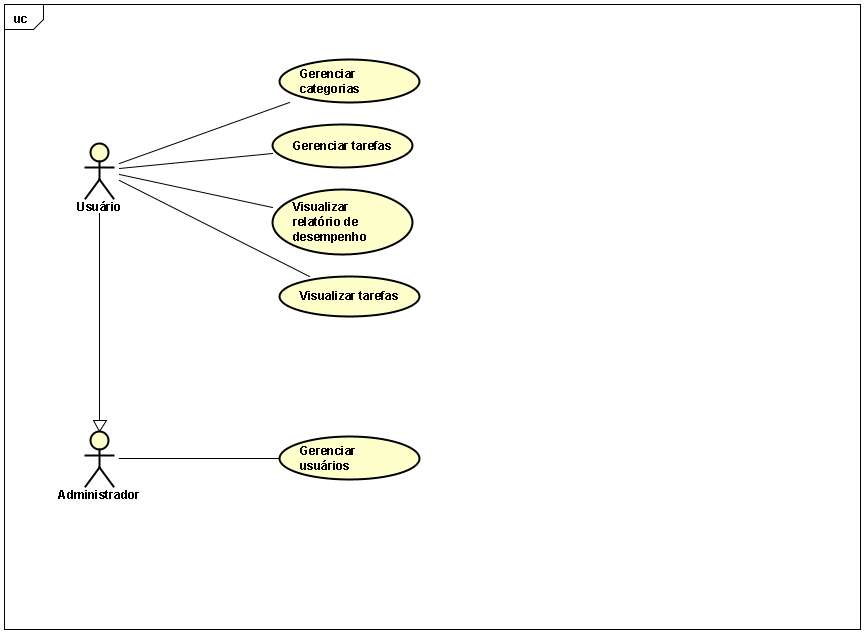 uc
Gerenciar
categorias
Gerenciar tarefas
Usuário
Visualizar
relatório de
desempenho
Visualizar tarefas
Gerenciar
usuários
Administrador